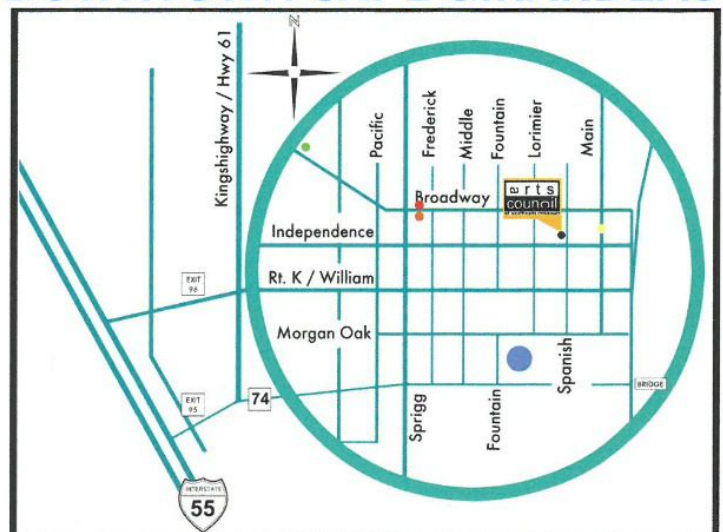 N
Kingshighway / Hwy 61
Pacific
Frederick
Middle
Fountain
Lorimier
Main
Broadway
arts
council
Independence
EXIT
96
Rt. K / William
Morgan Oak
Spanish
BRIDGE
EXIT
95
74
Sprigg
Fountain
INTERSTATE
55